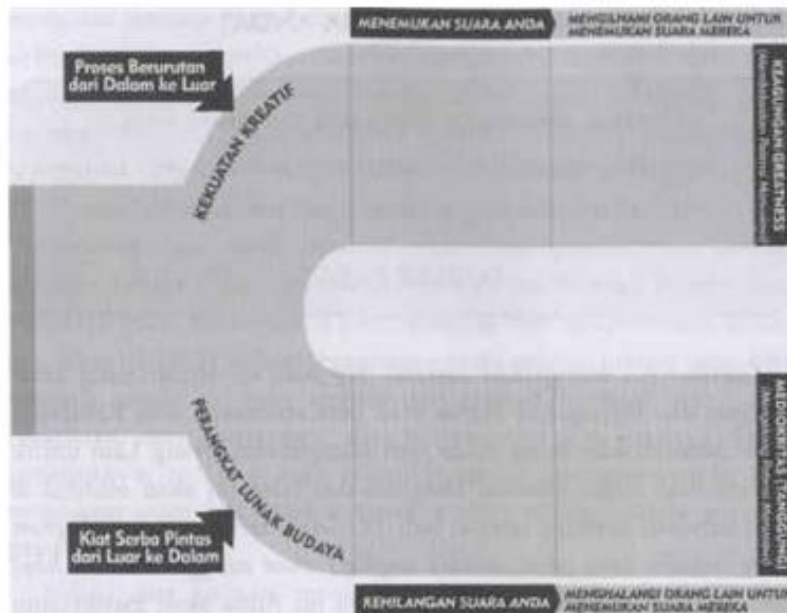 MENEMUKAN SUARA ANDA
MENGILHAMI ORANG LAIN UNTUK
MENEMUKAN SUARA MEREKA
Proses Berurutan
dari Dalam ke Luar
KEKUATAN KREATIF
KEAGUNGAN/GREATNESS
PERANGKAT LUNAK BUDAYA
Kiat Serba Pintas
dari Luar ke Dalam
MEDIOKRITAS (TANGGUNG)
KEHILANGAN SUARA ANDA
MENGHALANGI ORANG LAIN UNTUK
MENEMUKAN SUARA MEREKA